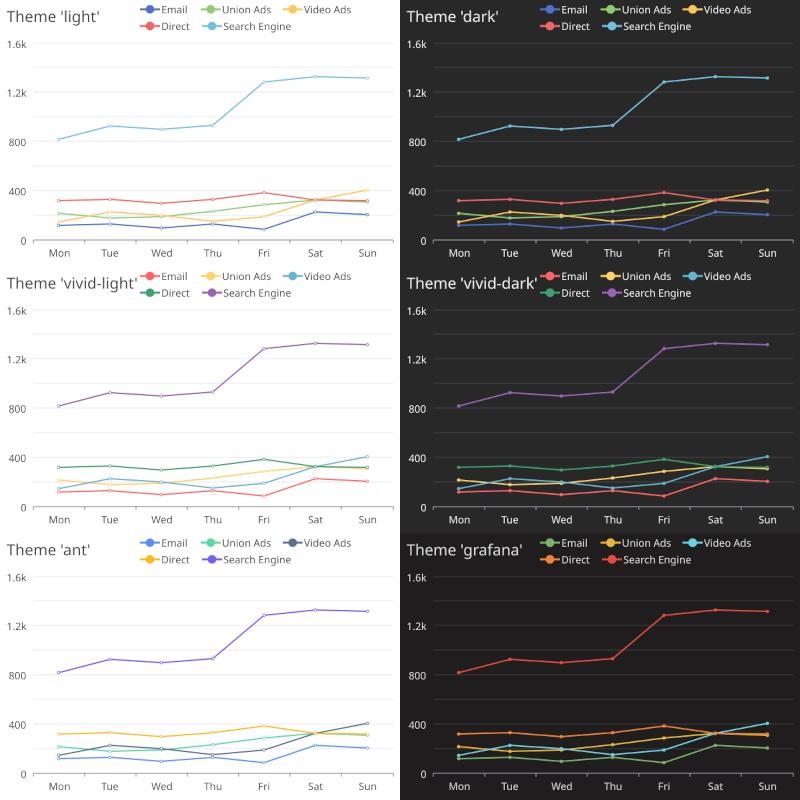 Theme 'light'
Email Union Ads Video Ads
Direct Search Engine
1.6k
1.2k
800
400
0
Mon Tue Wed Thu Fri Sat Sun
Theme 'dark'
Email Union Ads Video Ads
Direct Search Engine
1.6k
1.2k
800
400
0
Mon Tue Wed Thu Fri Sat Sun
Theme 'vivid-light'
Email Union Ads Video Ads
Direct Search Engine
1.6k
1.2k
800
400
0
Mon Tue Wed Thu Fri Sat Sun
Theme 'vivid-dark'
Email Union Ads Video Ads
Direct Search Engine
1.6k
1.2k
800
400
0
Mon Tue Wed Thu Fri Sat Sun
Theme 'ant'
Email Union Ads Video Ads
Direct Search Engine
1.6k
1.2k
800
400
0
Mon Tue Wed Thu Fri Sat Sun
Theme 'grafana'
Email Union Ads Video Ads
Direct Search Engine
1.6k
1.2k
800
400
0
Mon Tue Wed Thu Fri Sat Sun